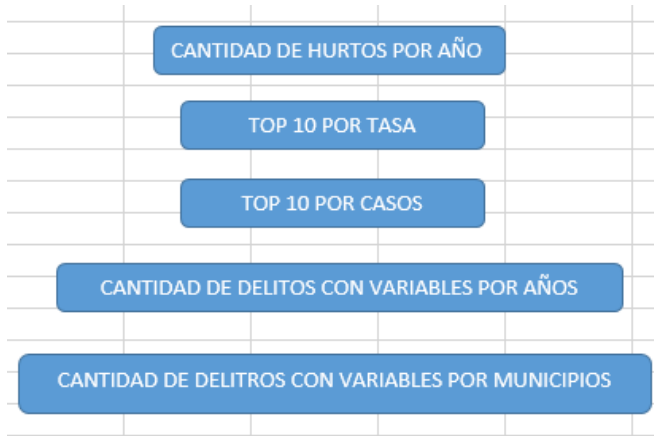 CANTIDAD DE HURTOS POR AÑO
TOP 10 POR TASA
TOP 10 POR CASOS
CANTIDAD DE DELITOS CON VARIABLES POR AÑOS
CANTIDAD DE DELITROS CON VARIABLES POR MUNICIPIOS